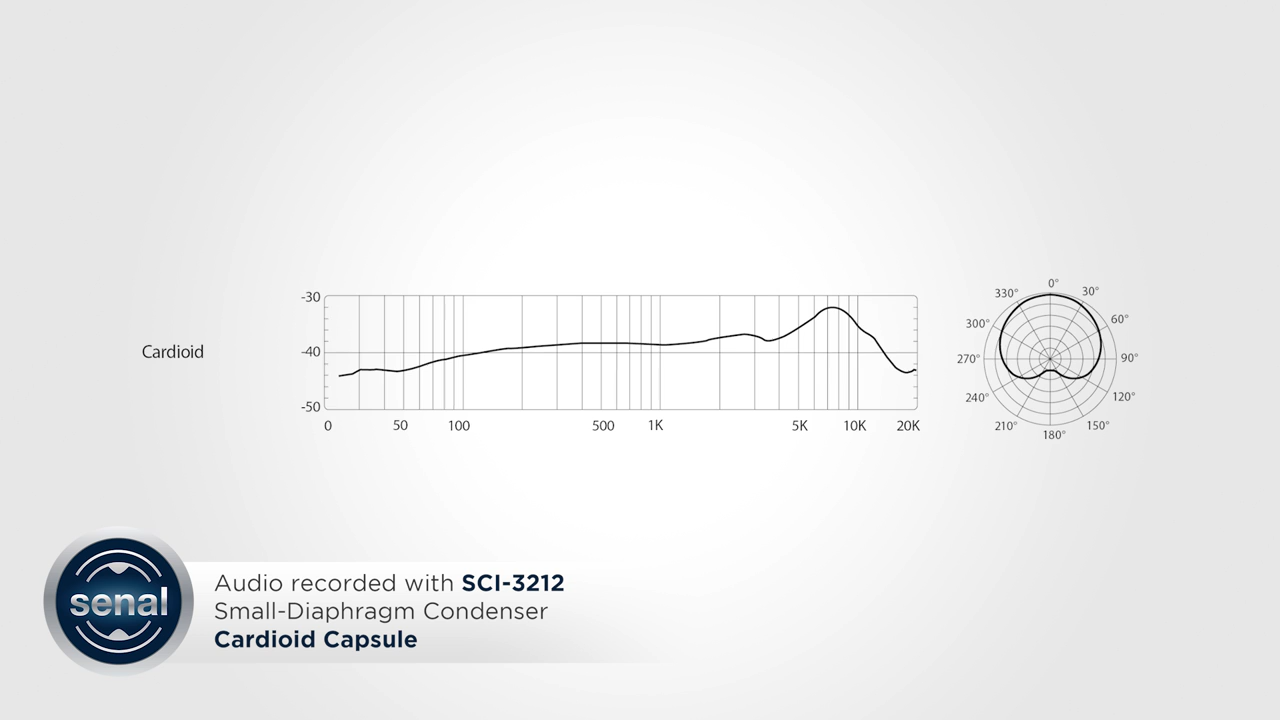 Cardioid
-30
-40
-50
0 50 100 500 1K 5K 10K 20K
0°
330° 30°
300° 60°
270° 90°
240° 120°
210° 150°
180°
senal
Audio recorded with SCI-3212
Small-Diaphragm Condenser
Cardioid Capsule